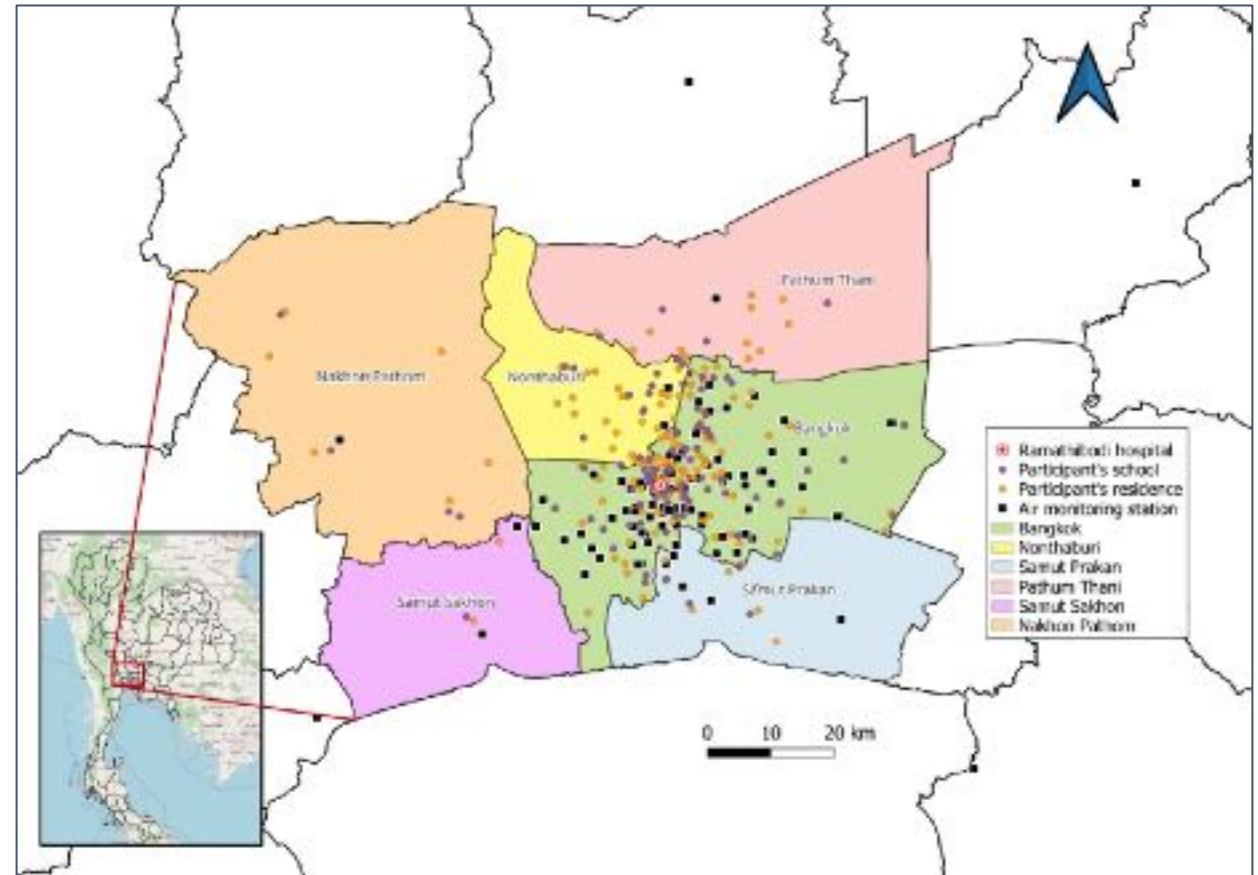 Pathum Thani
Nakhon Pathom
Nonthaburi
Bangkok
Samut Prakan
Samut Sakhon
Ramathibodi hospital
Participant's school
Participant's residence
Air monitoring station
Bangkok
Nonthaburi
Samut Prakan
Pathum Thani
Samut Sakhon
Nakhon Pathom
0 10 20 km